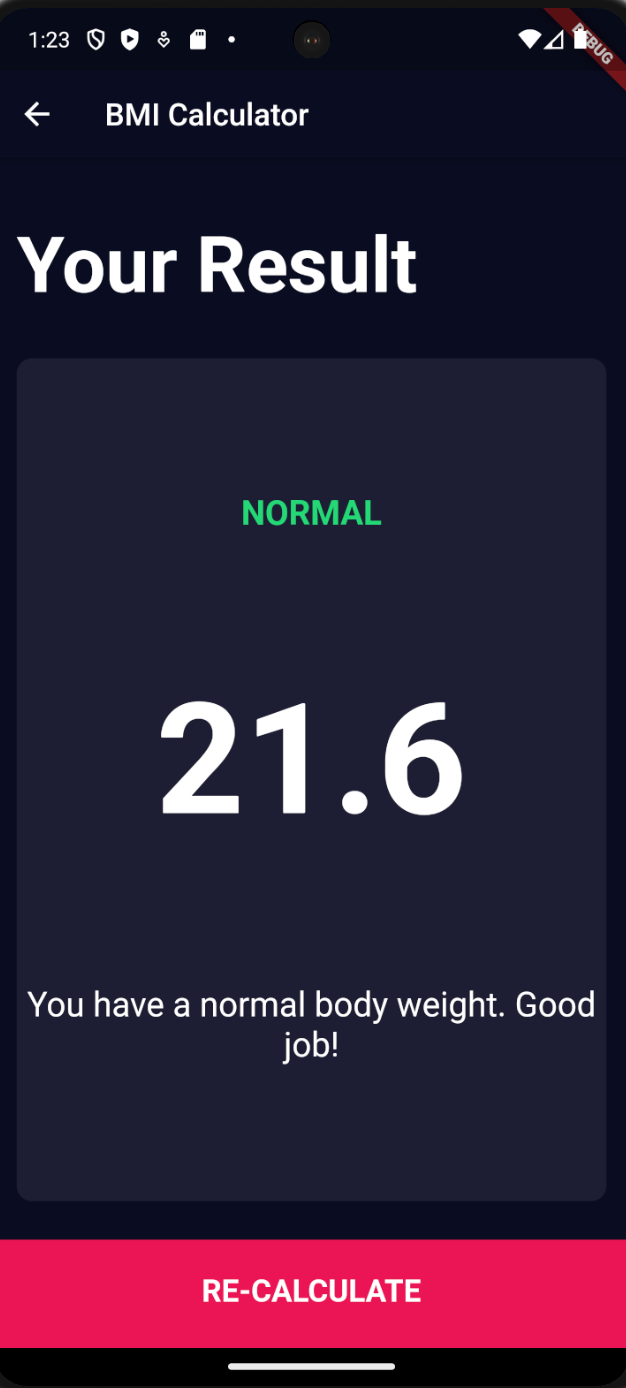 1:23
DEBUG
BMI Calculator
Your Result
NORMAL
21.6
You have a normal body weight. Good
job!
RE-CALCULATE